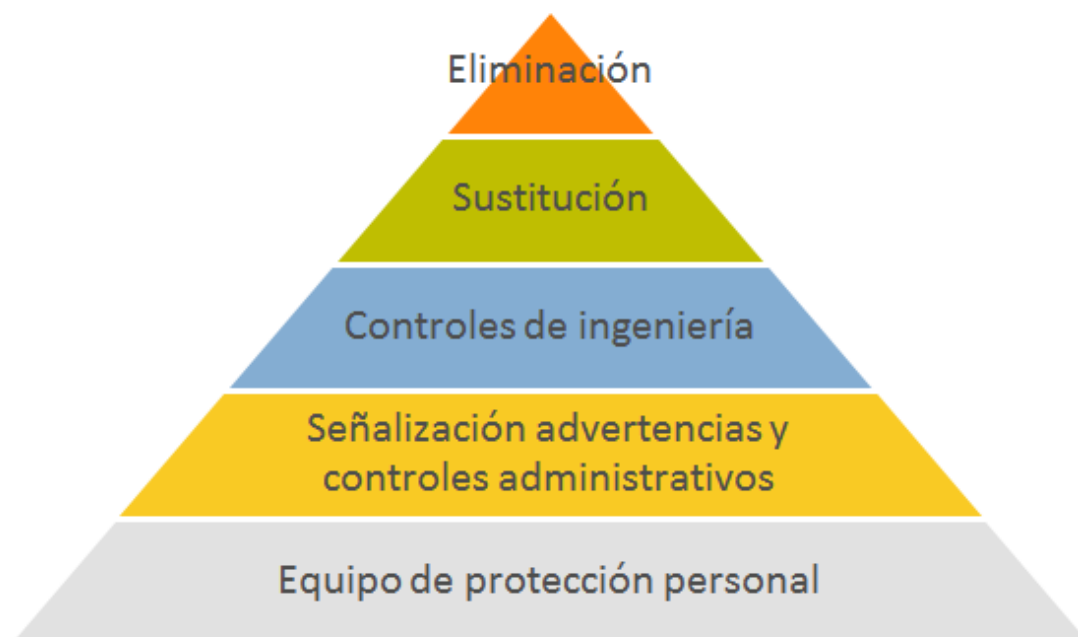 Eliminación
Sustitución
Controles de ingeniería
Señalización advertencias y
controles administrativos
Equipo de protección personal